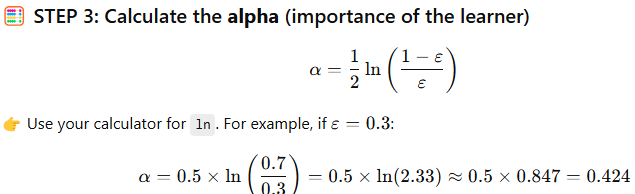 🧮 STEP 3: Calculate the alpha (importance of the learner)
α = 1/2 ln ( (1 − ε) / ε )
👉 Use your calculator for ln . For example, if ε = 0.3:
α = 0.5 × ln ( 0.7 / 0.3 ) = 0.5 × ln(2.33) ≈ 0.5 × 0.847 = 0.424